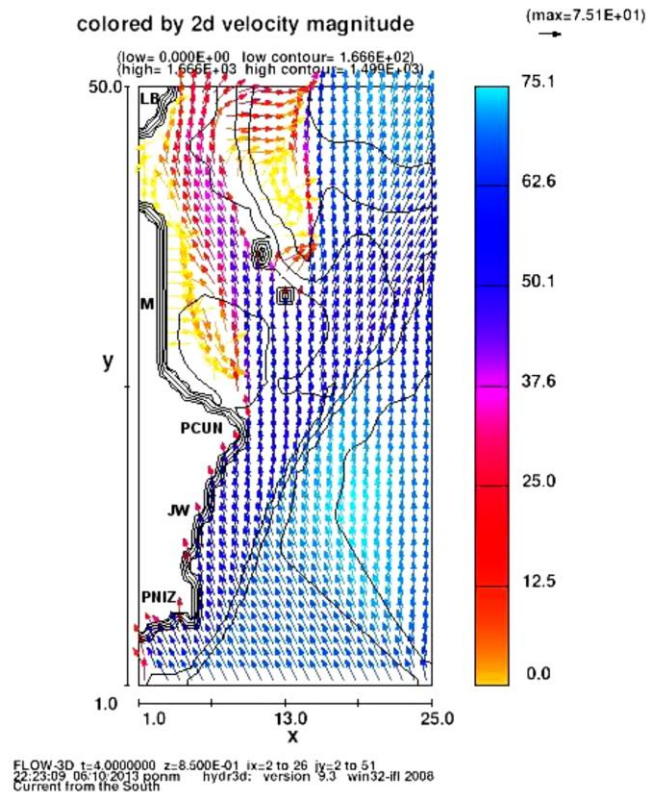 (max=7.51E+01)
colored by 2d velocity magnitude
(low= 0.000E+00 low contour= 1.666E+02)
(high= 1.666E+03 high contour= 1.499E+03)
50.0
LB
M
y
PCUN
JW
PNIZ
1.0
1.0 13.0 25.0
x
75.1
62.6
50.1
37.6
25.0
12.5
0.0
FLOW-3D t=4.0000000 z=8.500E-01 ix=2 to 26 jy=2 to 51
22:23:09 06/10/2013 ponm hydr3d: version 9.3 win32-ifl 2008
Current from the South